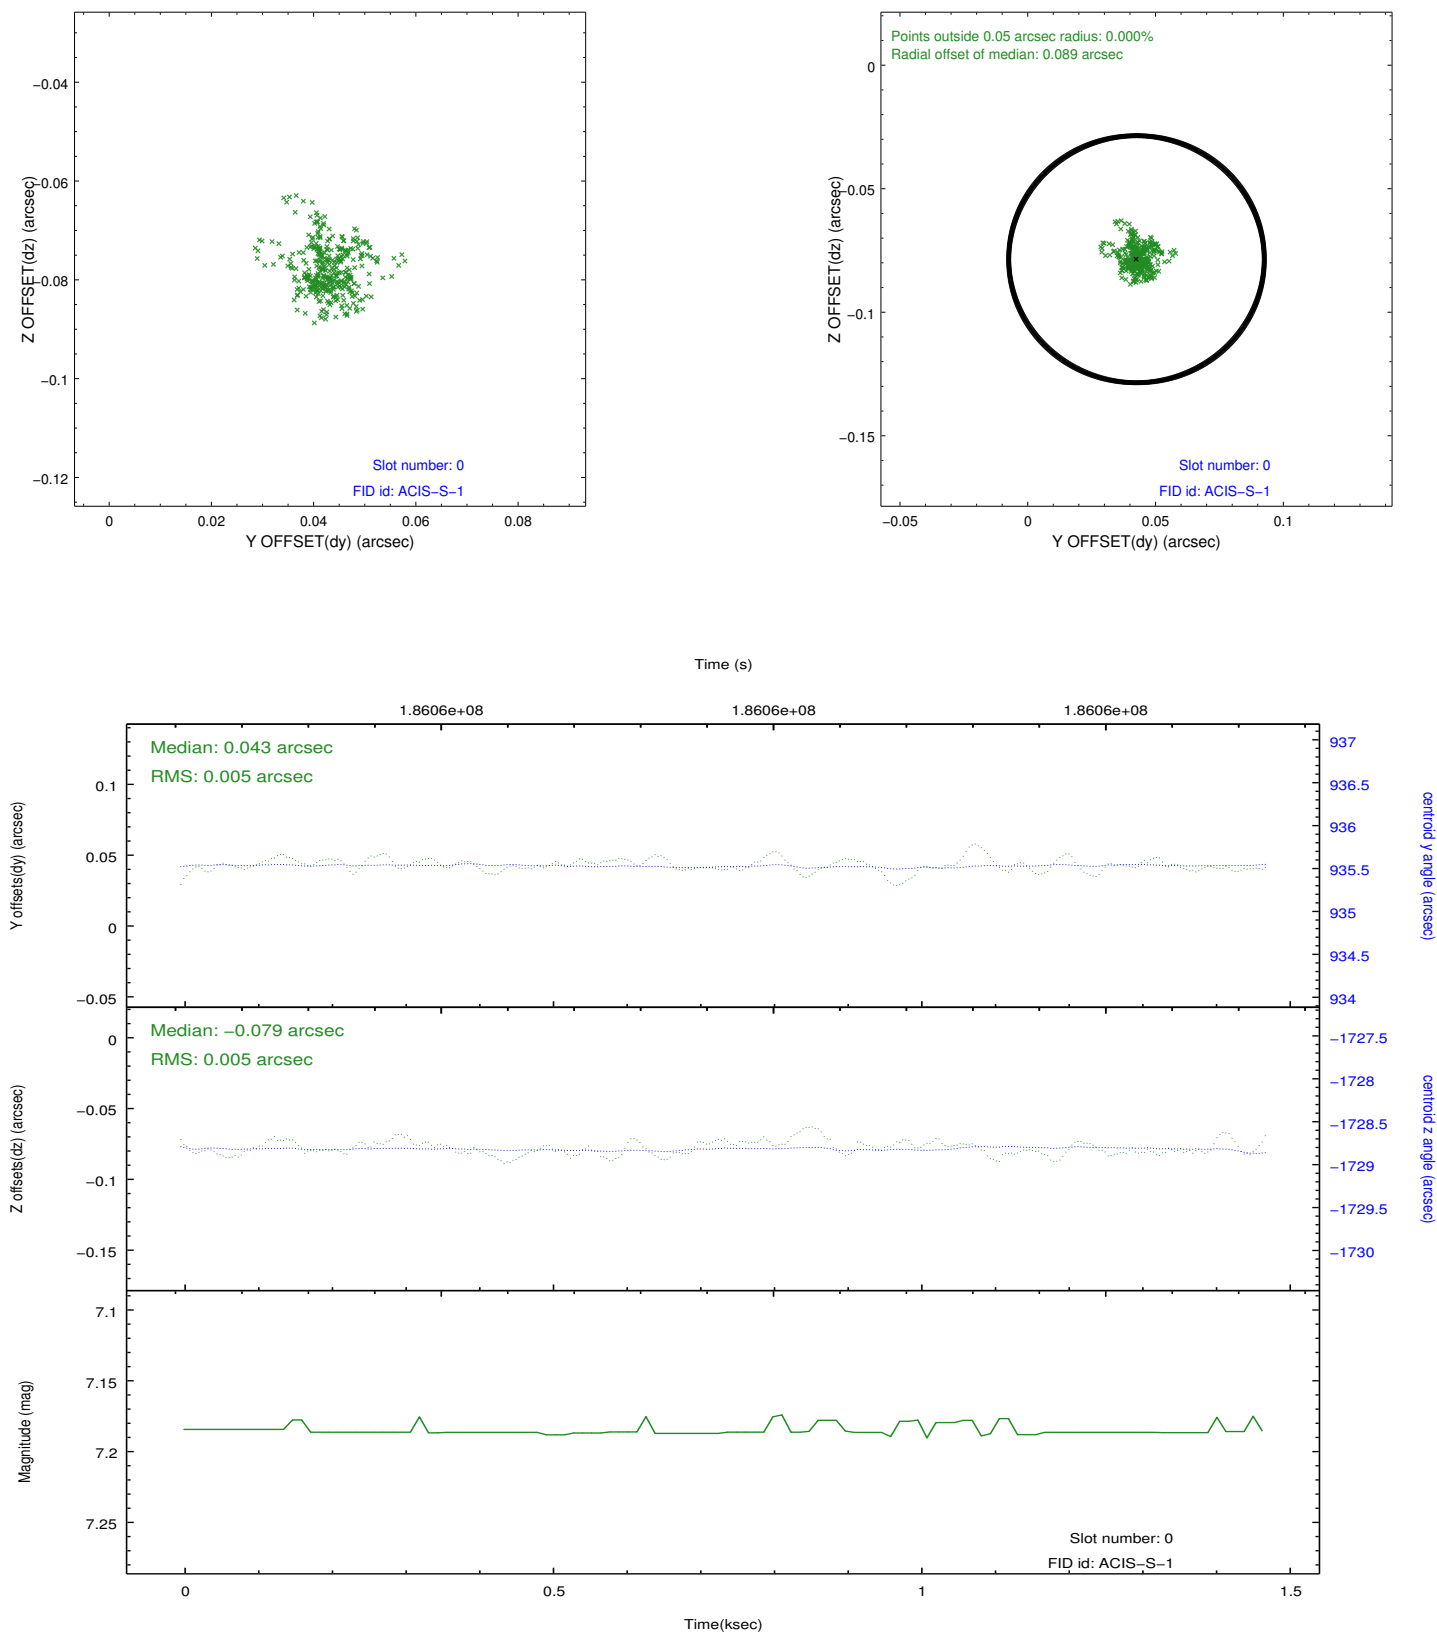 −0.04
−0.06
−0.08
−0.1
−0.12
Z OFFSET(dz) (arcsec)
Slot number: 0
FID id: ACIS−S−1
0
0.02
0.04
0.06
0.08
Y OFFSET(dy) (arcsec)
Points outside 0.05 arcsec radius: 0.000%
Radial offset of median: 0.089 arcsec
0
−0.05
−0.1
−0.15
Z OFFSET(dz) (arcsec)
Slot number: 0
FID id: ACIS−S−1
−0.05
0
0.05
0.1
Y OFFSET(dy) (arcsec)
Time (s)
1.8606e+08
1.8606e+08
1.8606e+08
Median: 0.043 arcsec
RMS: 0.005 arcsec
0.1
0.05
0
−0.05
Y offsets(dy) (arcsec)
937
936.5
936
935.5
935
934.5
934
centroid y angle (arcsec)
Median: −0.079 arcsec
RMS: 0.005 arcsec
0
−0.05
−0.1
−0.15
Z offsets(dz) (arcsec)
−1727.5
−1728
−1728.5
−1729
−1729.5
−1730
centroid z angle (arcsec)
7.1
7.15
7.2
7.25
Magnitude (mag)
Slot number: 0
FID id: ACIS−S−1
0
0.5
1
1.5
Time(ksec)